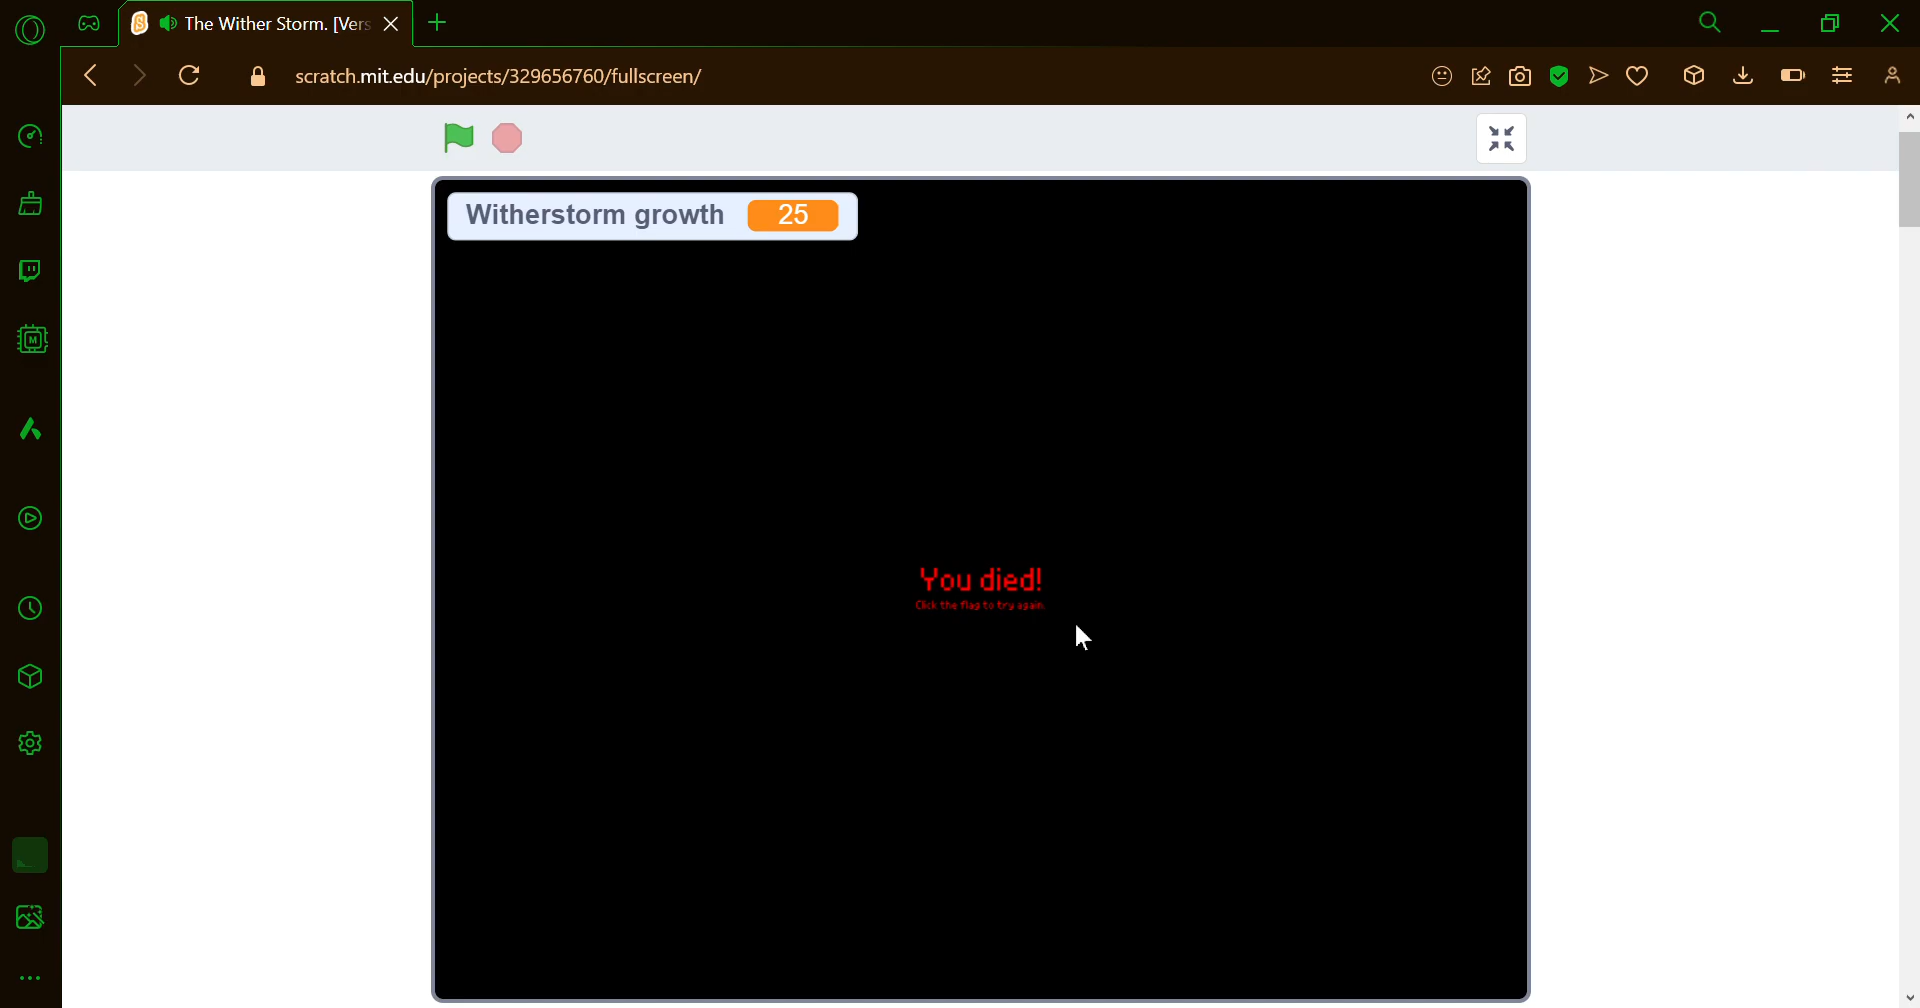 The Wither Storm. [Vers
scratch.mit.edu/projects/329656760/fullscreen/
M
Witherstorm growth 25
You died!
Click the flag to try again.